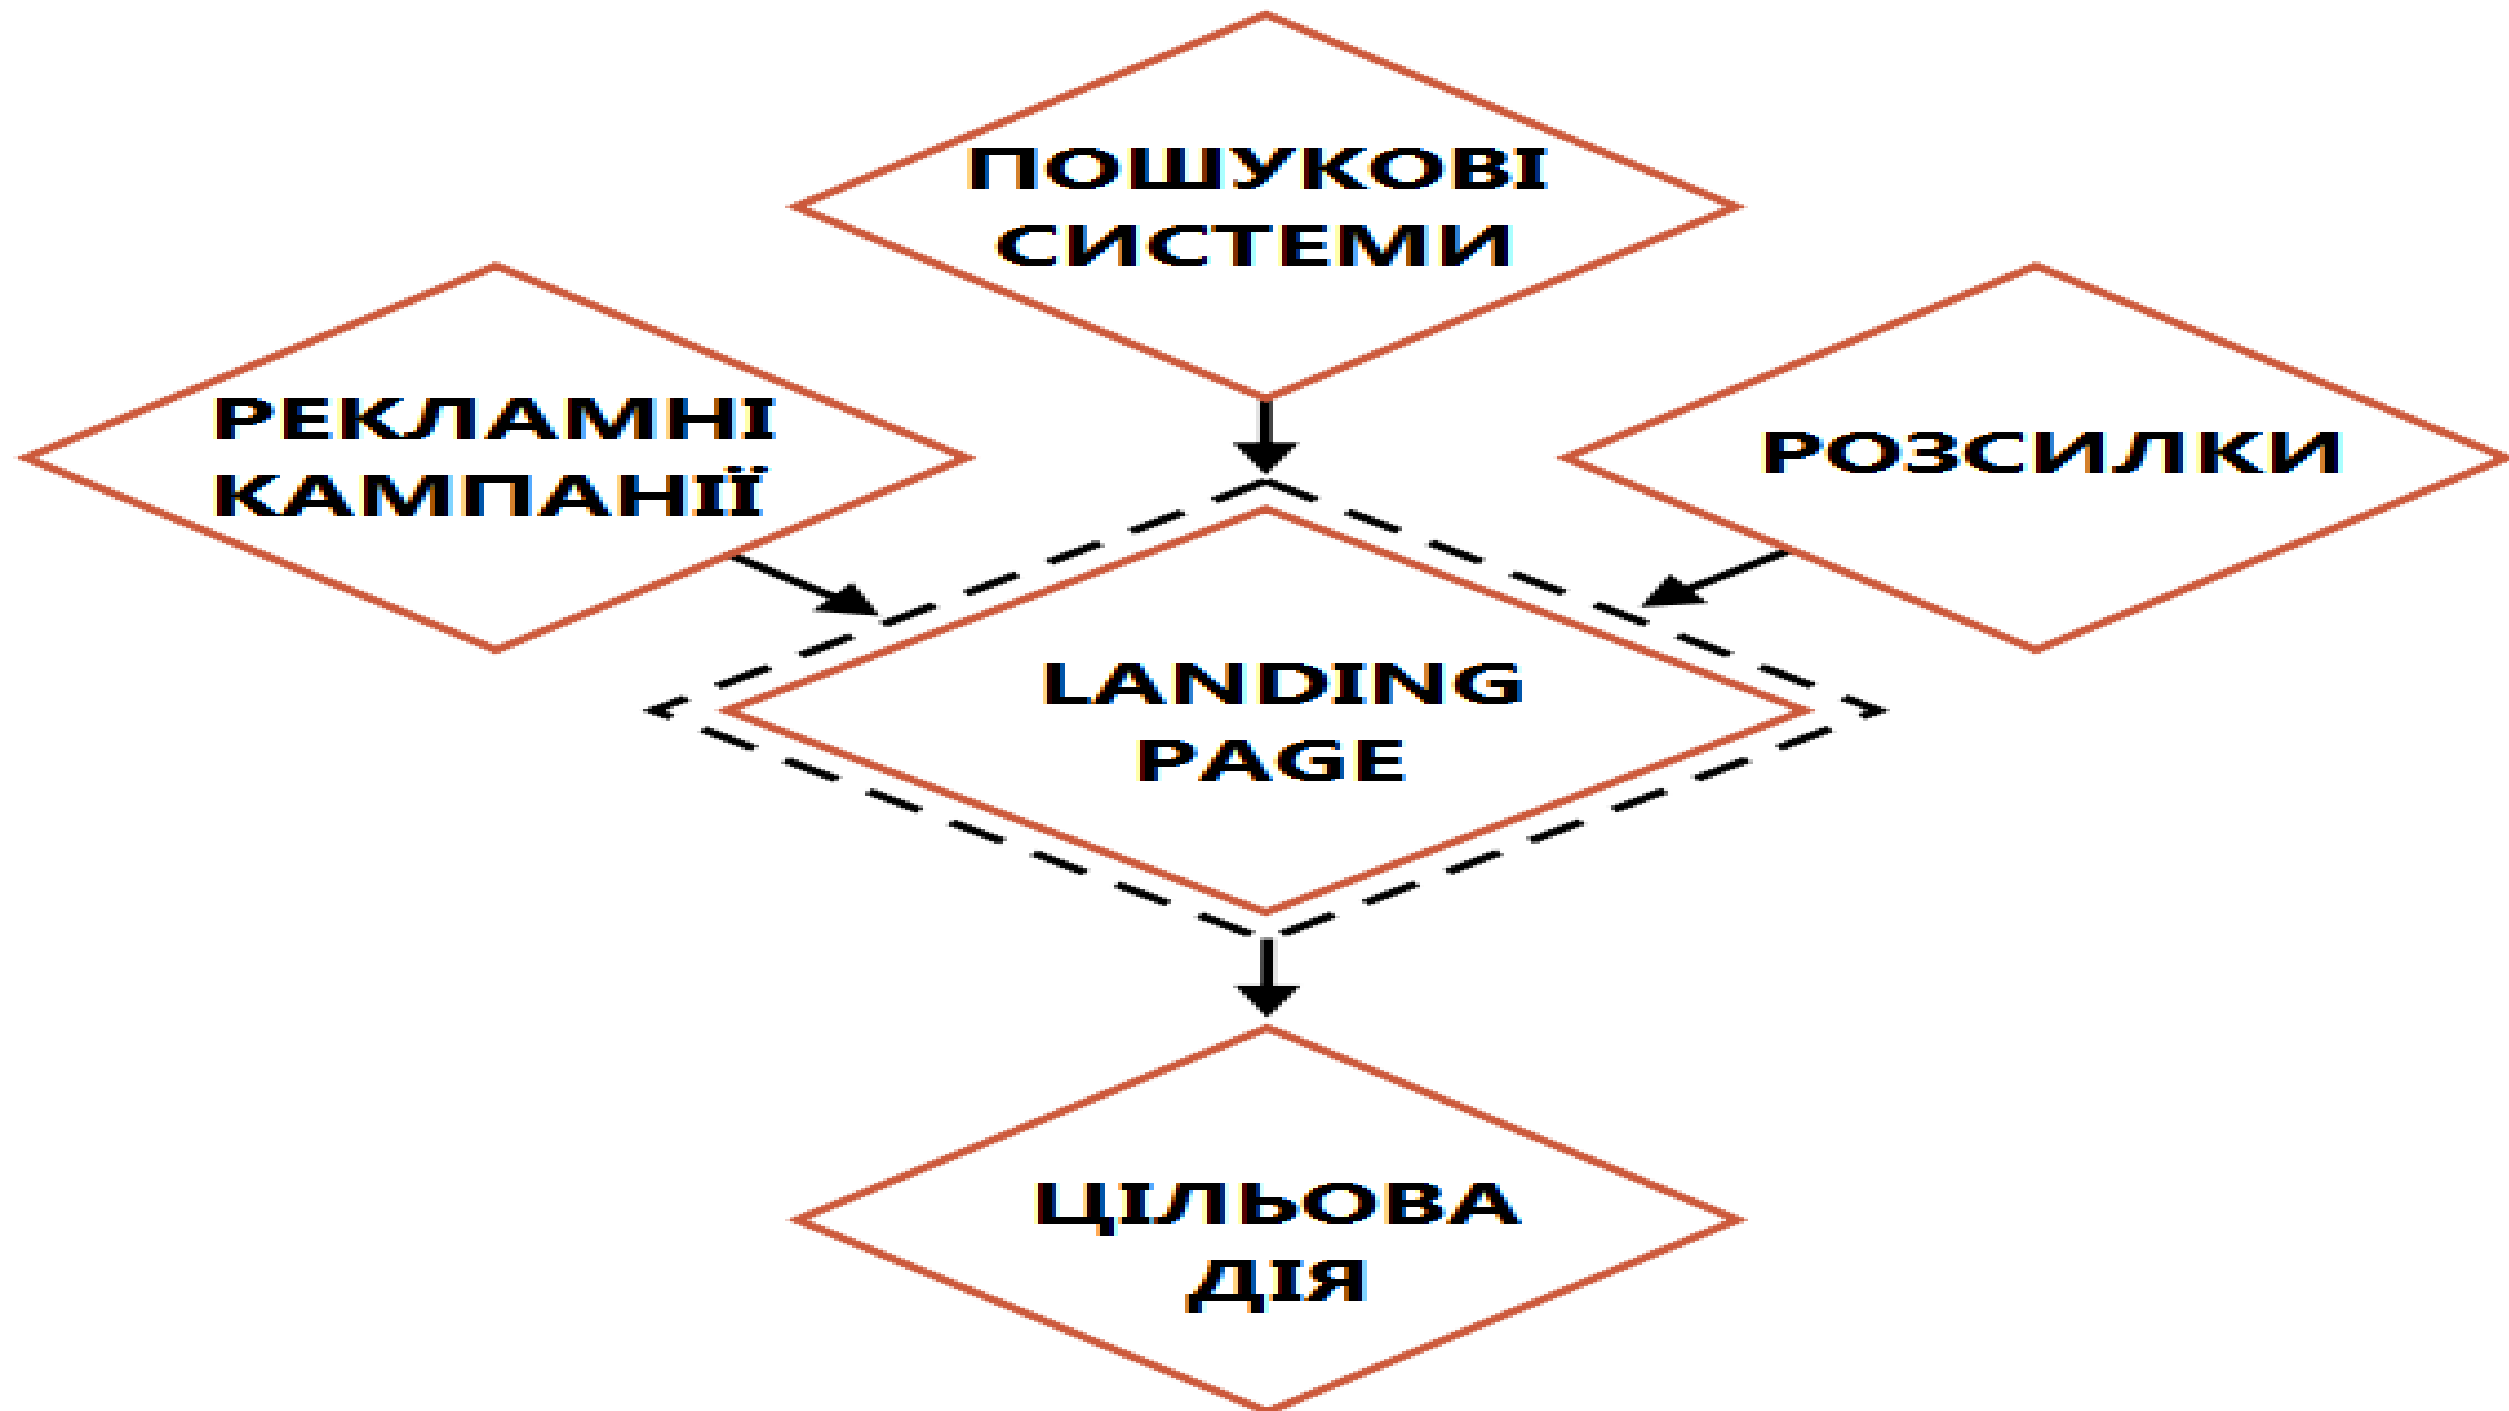 ПОШУКОВІ
СИСТЕМИ
РЕКЛАМНІ
КАМПАНІЇ
РОЗСИЛКИ
LANDING
PAGE
ЦІЛЬОВА
ДІЯ